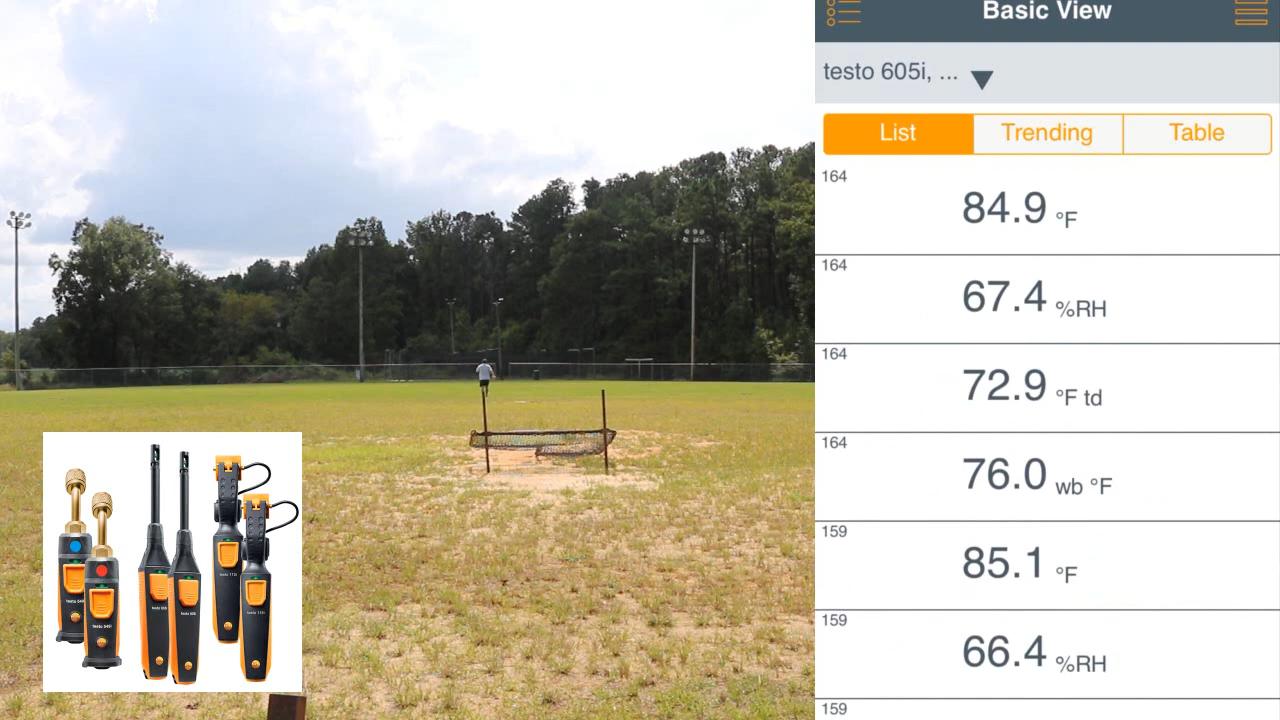 Basic View
testo 605i, ...
List
Trending
Table
164
84.9 °F
164
67.4 %RH
164
72.9 °F td
164
76.0 wb °F
159
85.1 °F
159
66.4 %RH
159